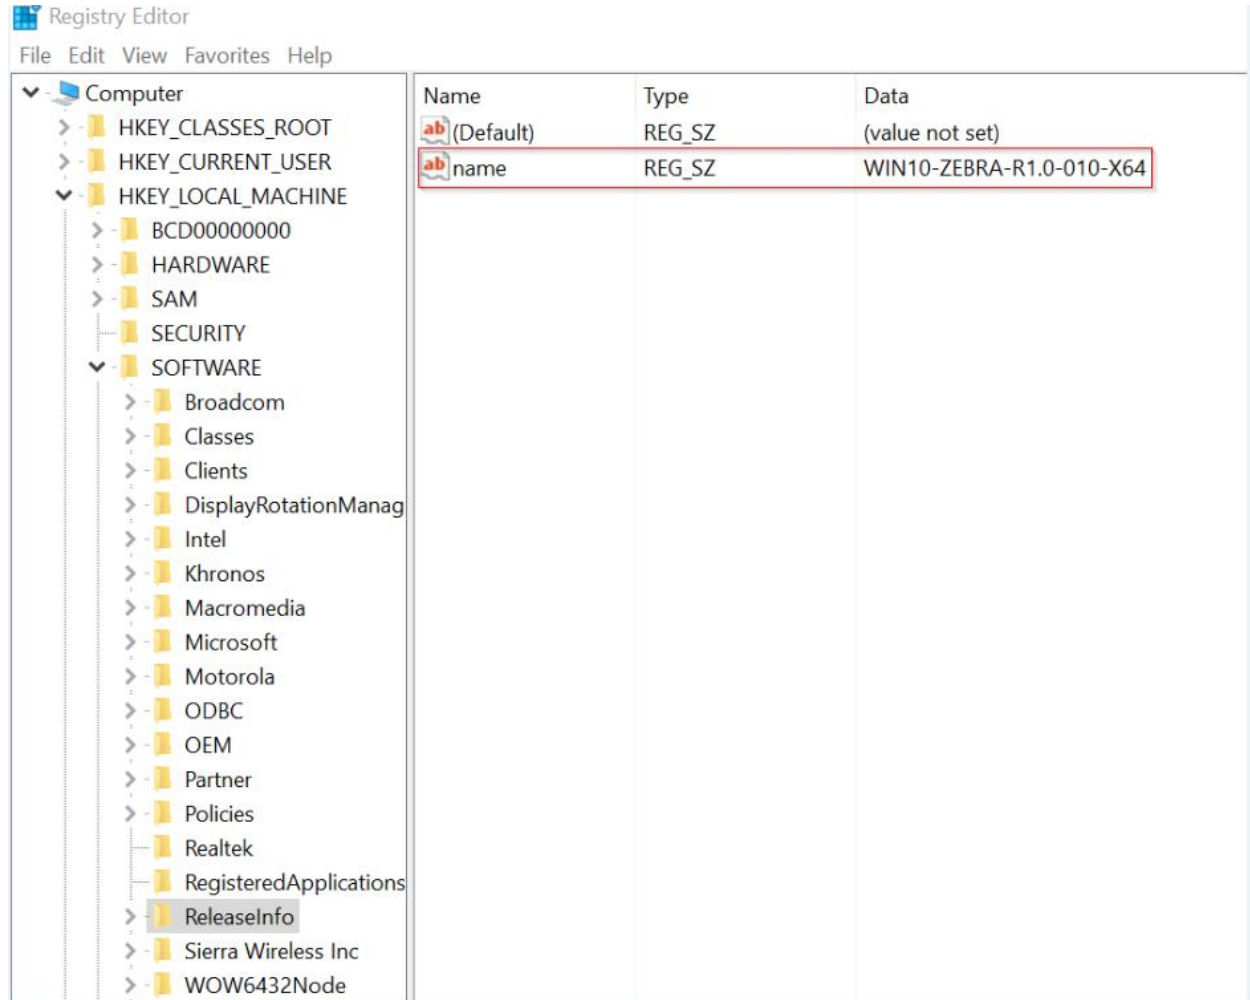 Registry Editor
File Edit View Favorites Help
Computer
HKEY_CLASSES_ROOT
HKEY_CURRENT_USER
HKEY_LOCAL_MACHINE
BCD00000000
HARDWARE
SAM
SECURITY
SOFTWARE
Broadcom
Classes
Clients
DisplayRotationManag
Intel
Khronos
Macromedia
Microsoft
Motorola
ODBC
OEM
Partner
Policies
Realtek
RegisteredApplications
ReleaseInfo
Sierra Wireless Inc
WOW6432Node
Name Type Data
ab (Default) REG_SZ (value not set)
ab name REG_SZ WIN10-ZEBRA-R1.0-010-X64